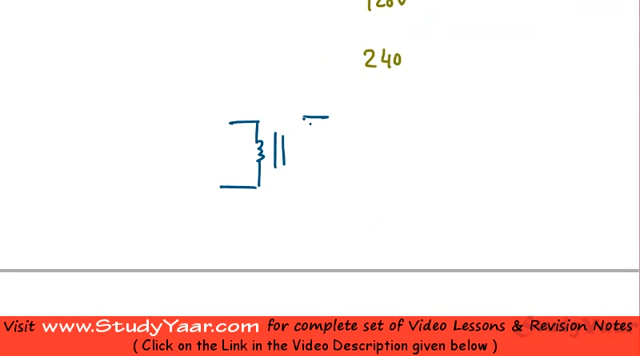 120V
240
Visit www.StudyYaar.com for complete set of Video Lessons & Revision Notes
( Click on the Link in the Video Description given below )